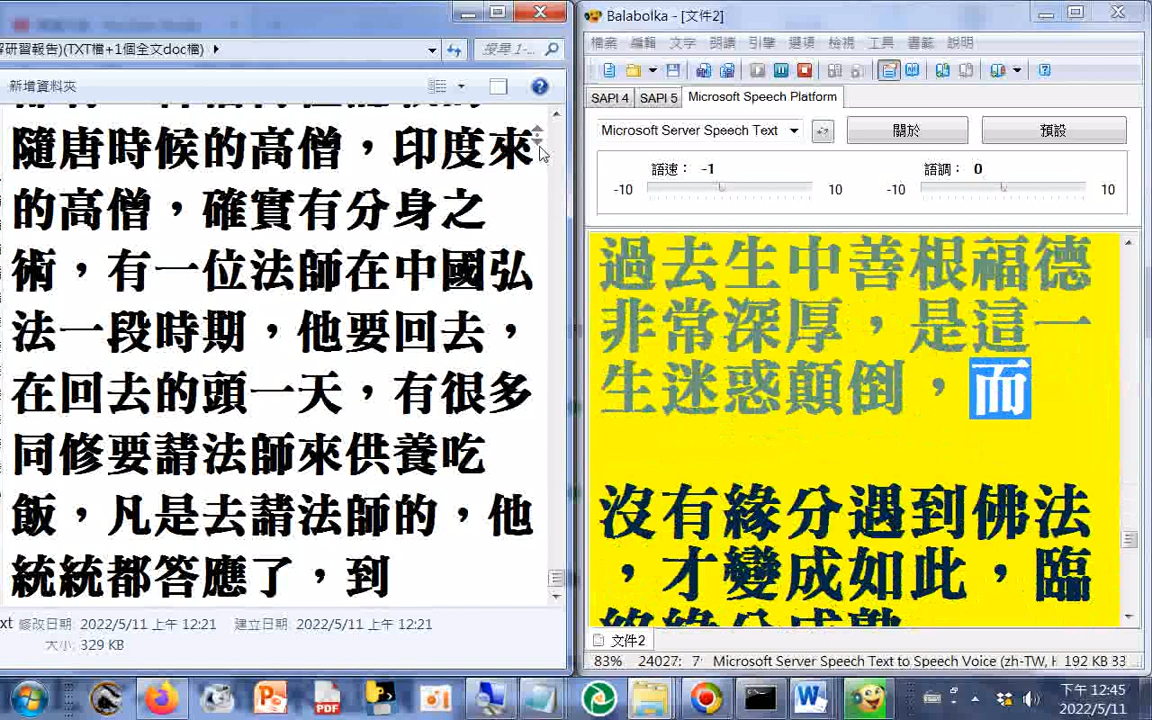 Balabolka - [文件2]
研習報告)(TXT檔+1個全文doc檔)
搜尋 1-...
檔案 編輯 文字 朗讀 引擎 選項 檢視 工具 書籤 說明
新增資料夾
SAPI 4 SAPI 5 Microsoft Speech Platform
Microsoft Server Speech Text
關於
預設
語速: -1
-10
10
語調: 0
-10
10
隨唐時候的高僧,印度來
的高僧,確實有分身之
術,有一位法師在中國弘
法一段時期,他要回去,
在回去的頭一天,有很多
同修要請法師來供養吃
飯,凡是去請法師的,他
統統都答應了,到
修改日期: 2022/5/11 上午 12:21 建立日期: 2022/5/11 上午 12:21
大小: 329 KB
過去生中善根福德
非常深厚,是這一
生迷惑顛倒,而
沒有緣分遇到佛法
,才變成如此,臨
文件2
83% 24027: 7 Microsoft Server Speech Text to Speech Voice (zh-TW, 192 KB 33
PDF
下午 12:45
2022/5/11